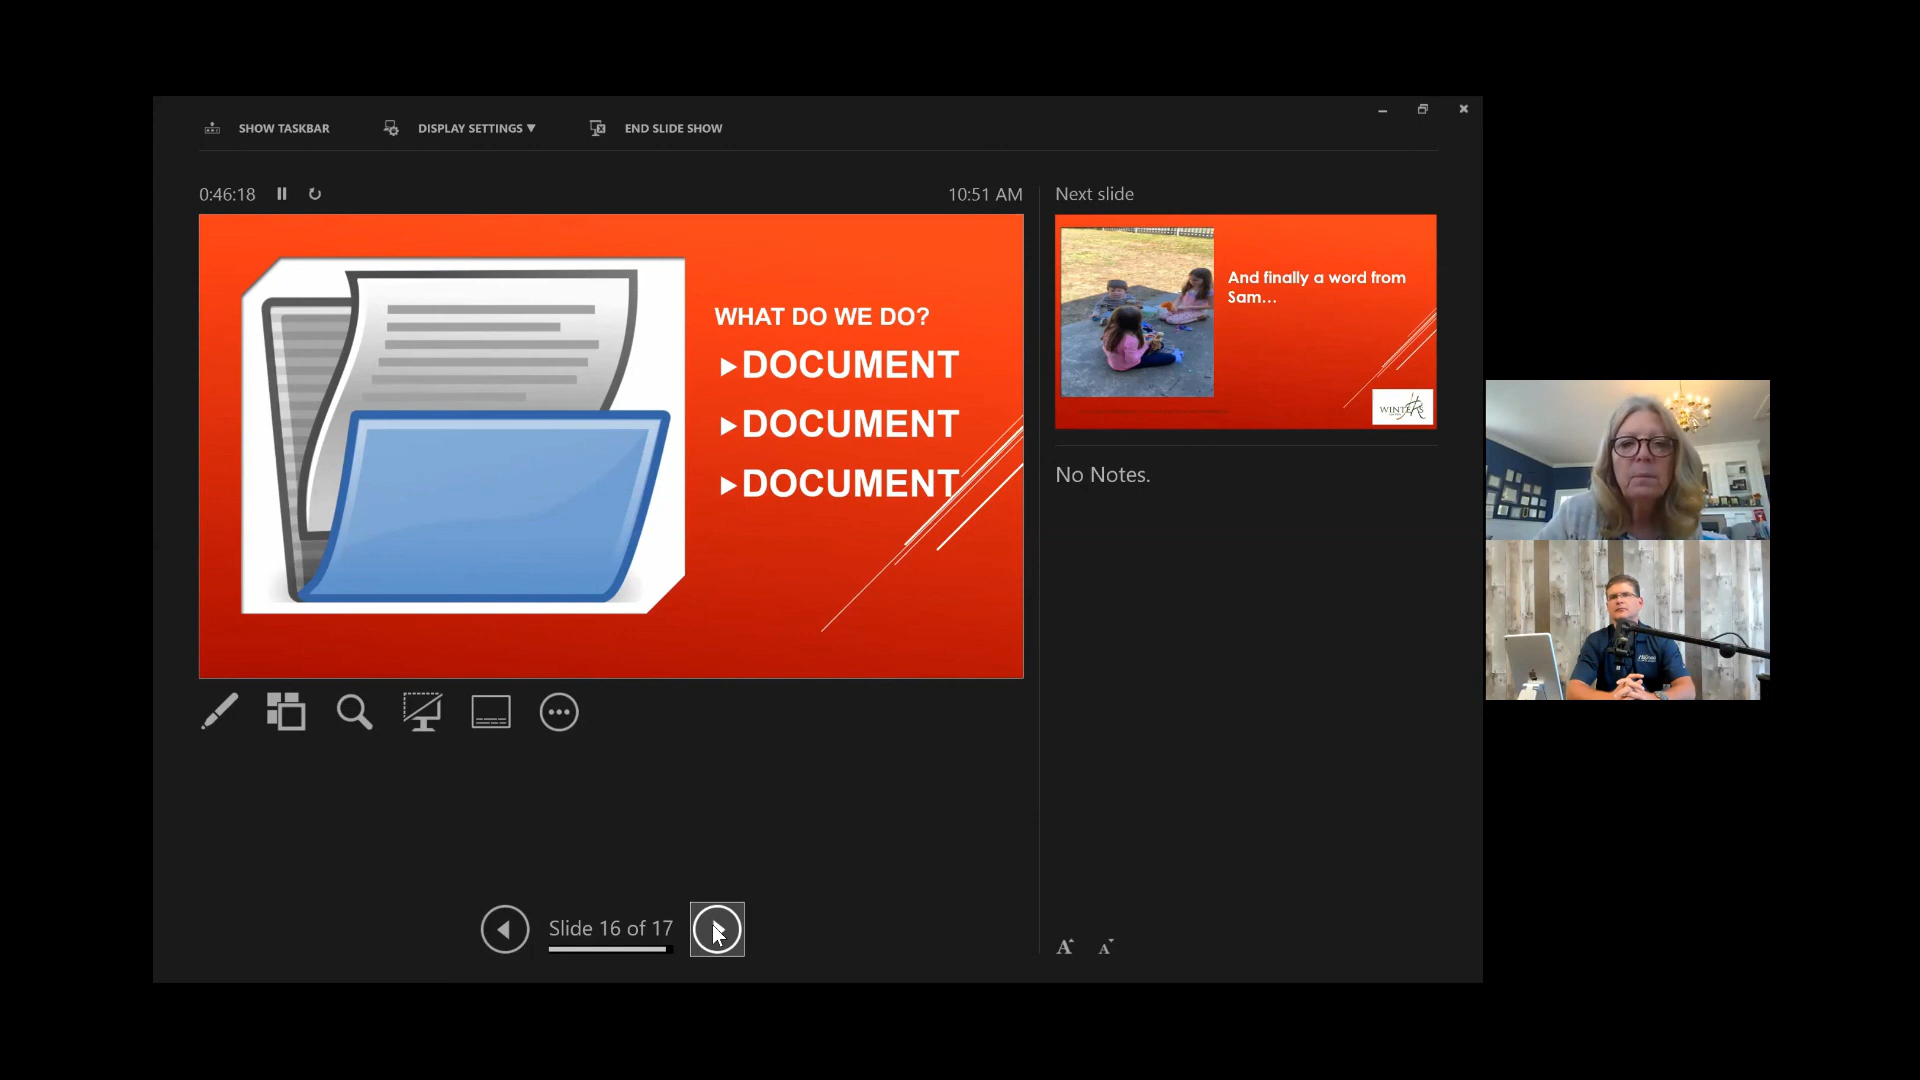 SHOW TASKBAR
DISPLAY SETTINGS ▼
END SLIDE SHOW
0:46:18
10:51 AM
WHAT DO WE DO?
▶DOCUMENT
▶DOCUMENT
▶DOCUMENT
Next slide
And finally a word from
Sam...
WINTERS
No Notes.
Slide 16 of 17
A A